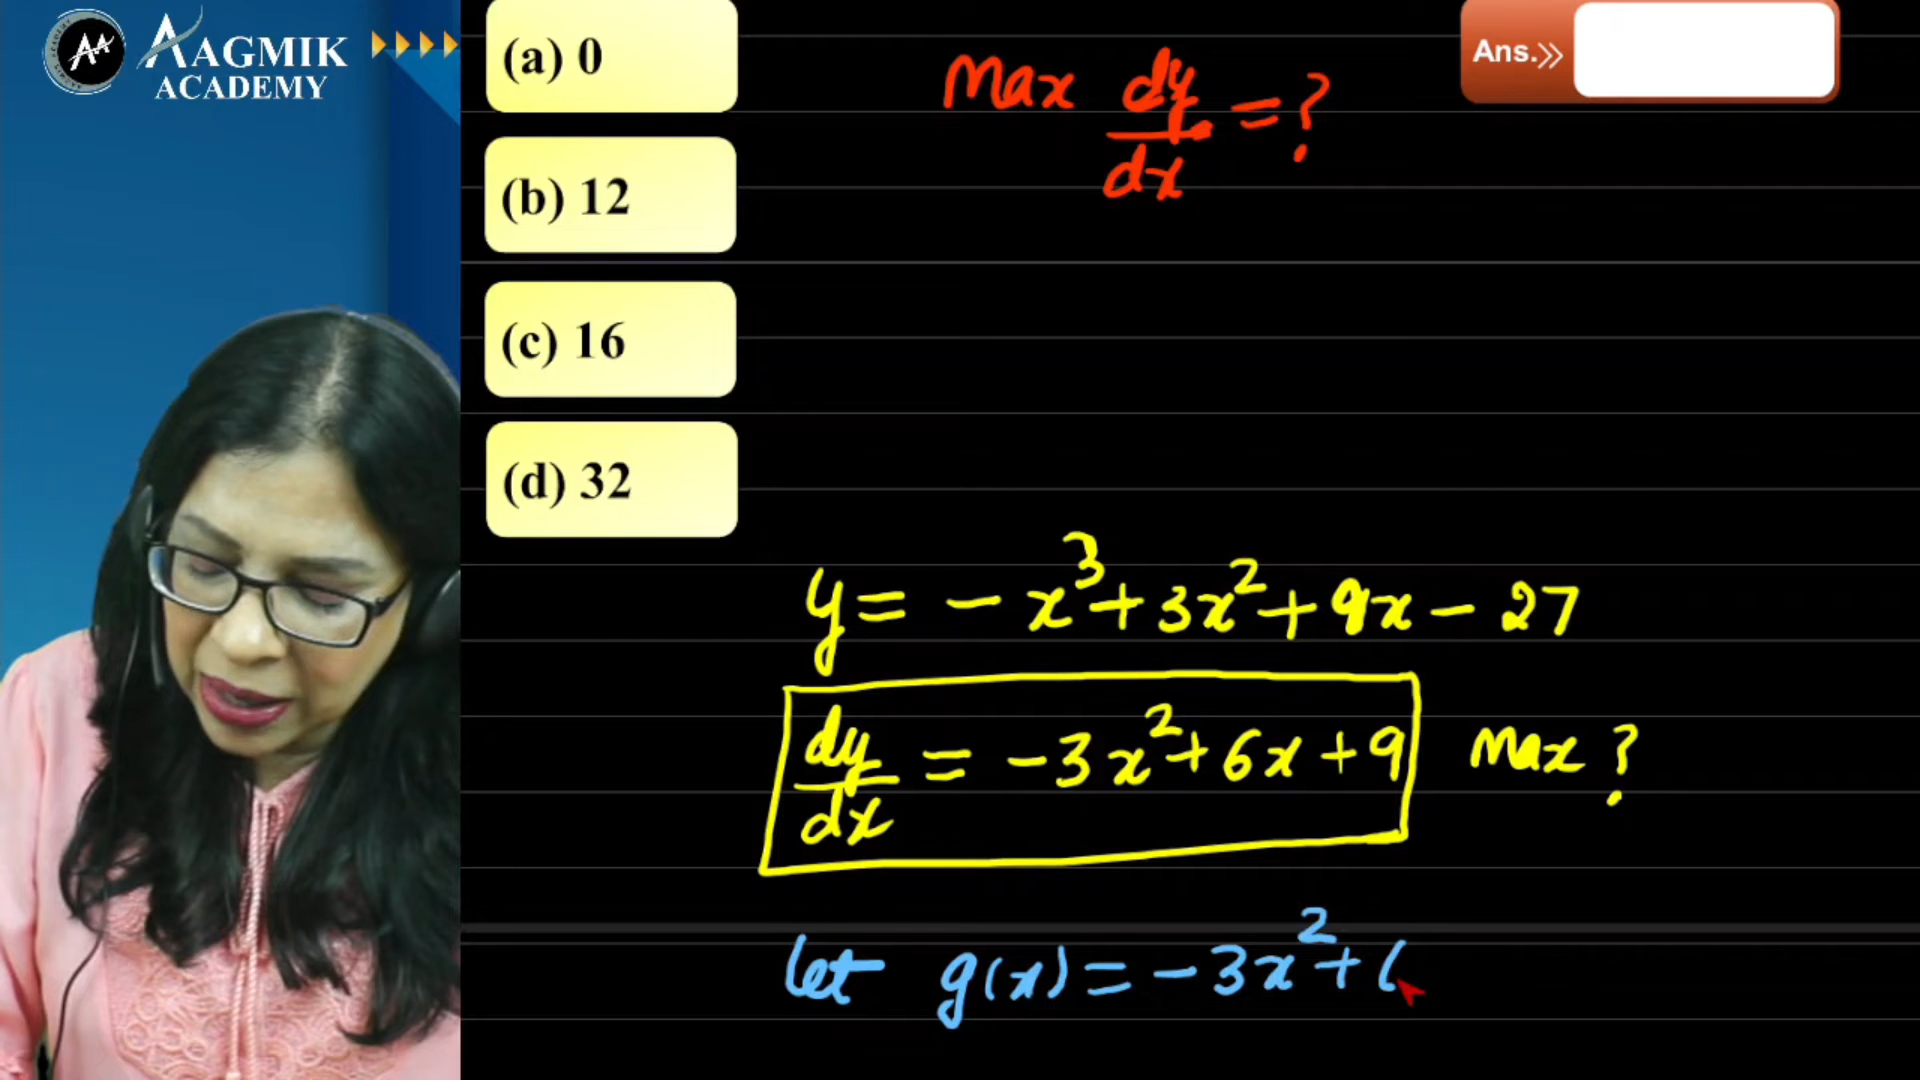 AAGMIK
ACADEMY
(a) 0
(b) 12
(c) 16
(d) 32
Ans.>>
Max dy/dx = ?
y = -x³+3x²+9x-27
dy/dx = -3x²+6x+9 Max ?
let g(x) = -3x²+6